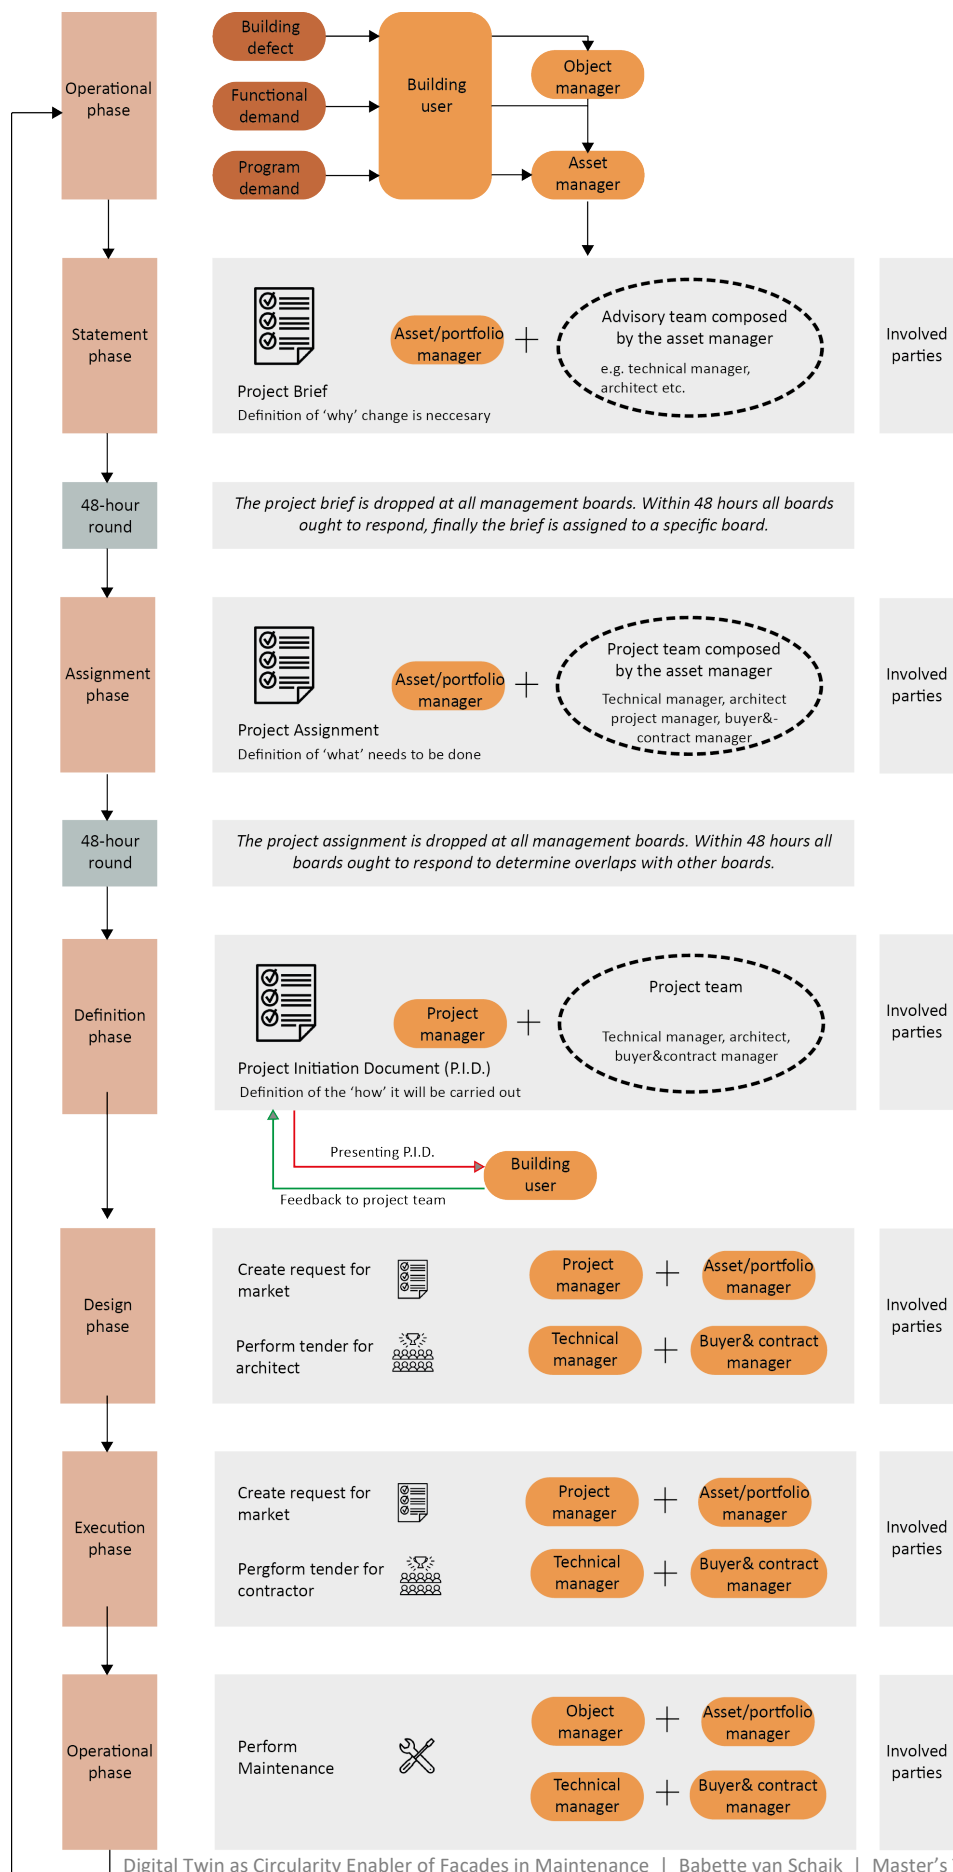 Building
defect
Operational
phase
Functional
demand
Program
demand
Building
user
Object
manager
Asset
manager
Statement
phase
Project Brief
Definition of ‘why’ change is neccesary
Asset/portfolio
manager
Advisory team composed
by the asset manager
e.g. technical manager,
architect etc.
Involved
parties
48-hour
round
The project brief is dropped at all management boards. Within 48 hours all boards
ought to respond, finally the brief is assigned to a specific board.
Assignment
phase
Project Assignment
Definition of ‘what’ needs to be done
Asset/portfolio
manager
Project team composed
by the asset manager
Technical manager, architect
project manager, buyer&-
contract manager
Involved
parties
48-hour
round
The project assignment is dropped at all management boards. Within 48 hours all
boards ought to respond to determine overlaps with other boards.
Definition
phase
Project Initiation Document (P.I.D.)
Definition of the ‘how’ it will be carried out
Project
manager
Project team
Technical manager, architect,
buyer&contract manager
Involved
parties
Presenting P.I.D.
Feedback to project team
Building
user
Design
phase
Create request for
market
Project
manager
Asset/portfolio
manager
Perform tender for
architect
Technical
manager
Buyer& contract
manager
Involved
parties
Execution
phase
Create request for
market
Project
manager
Asset/portfolio
manager
Pergform tender for
contractor
Technical
manager
Buyer& contract
manager
Involved
parties
Operational
phase
Perform
Maintenance
Object
manager
Asset/portfolio
manager
Technical
manager
Buyer& contract
manager
Involved
parties
Digital Twin as Circularity Enabler of Facades in Maintenance | Babette van Schaik | Master’s